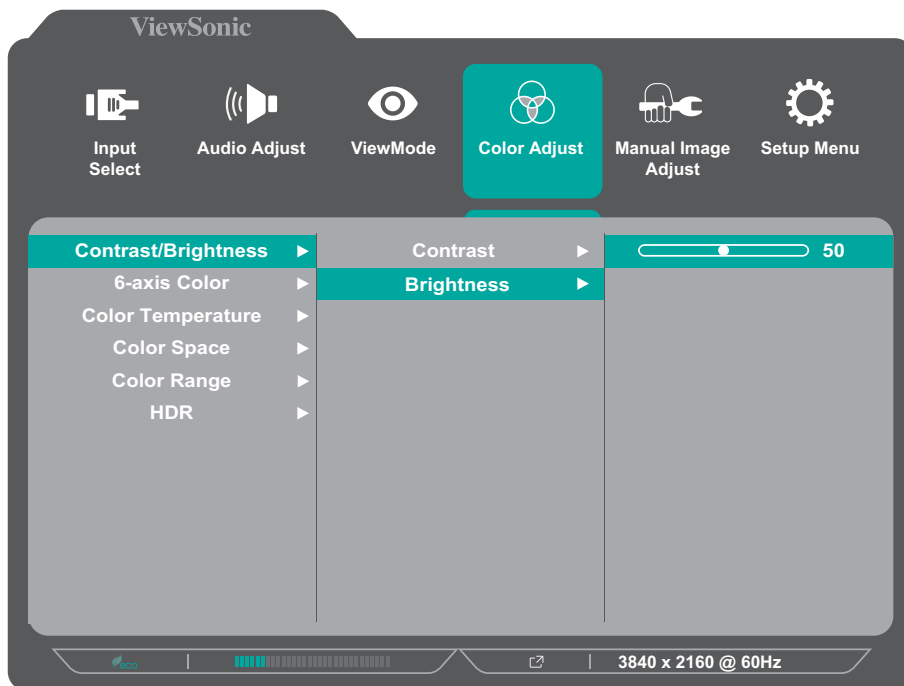 ViewSonic
Input
Select
Audio Adjust
ViewMode
Color Adjust
Manual Image
Adjust
Setup Menu
Contrast/Brightness
Contrast
50
6-axis Color
Brightness
Color Temperature
Color Space
Color Range
HDR
eco
3840 x 2160 @ 60Hz